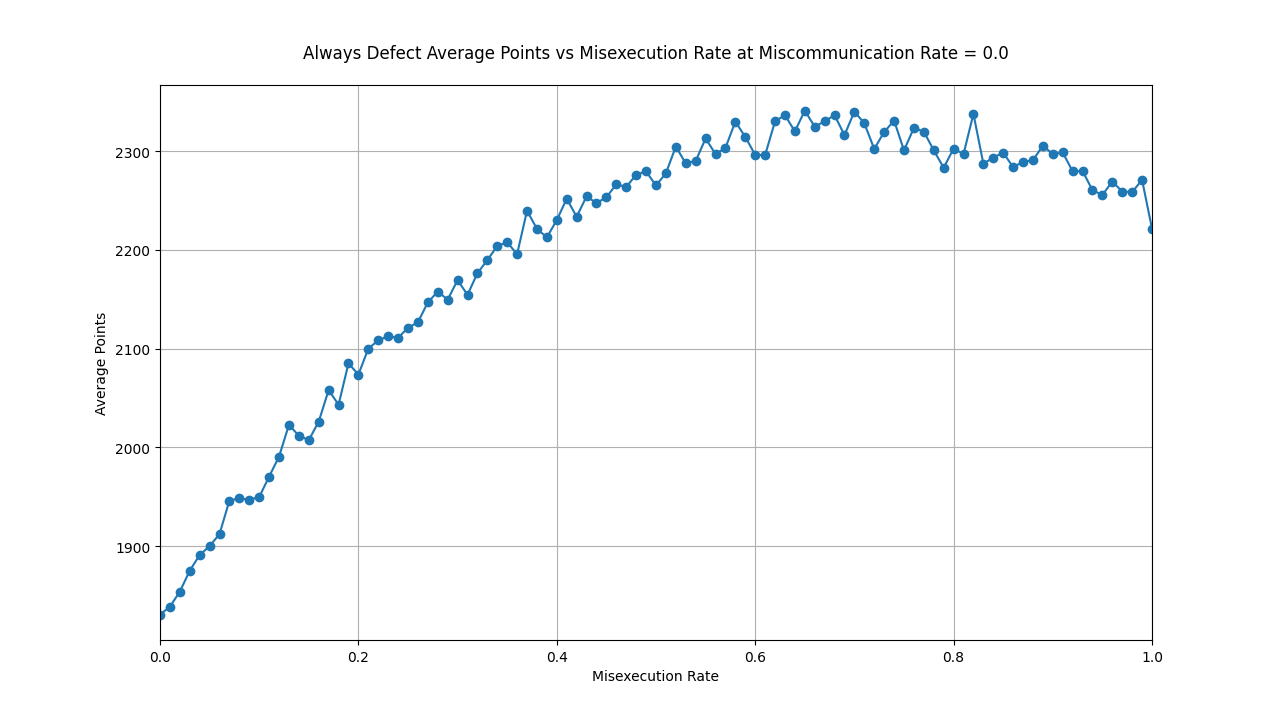 Always Defect Average Points vs Misexecution Rate at Miscommunication Rate = 0.0
2300
2200
2100
2000
1900
Average Points
0.0 0.2 0.4 0.6 0.8 1.0
Misexecution Rate